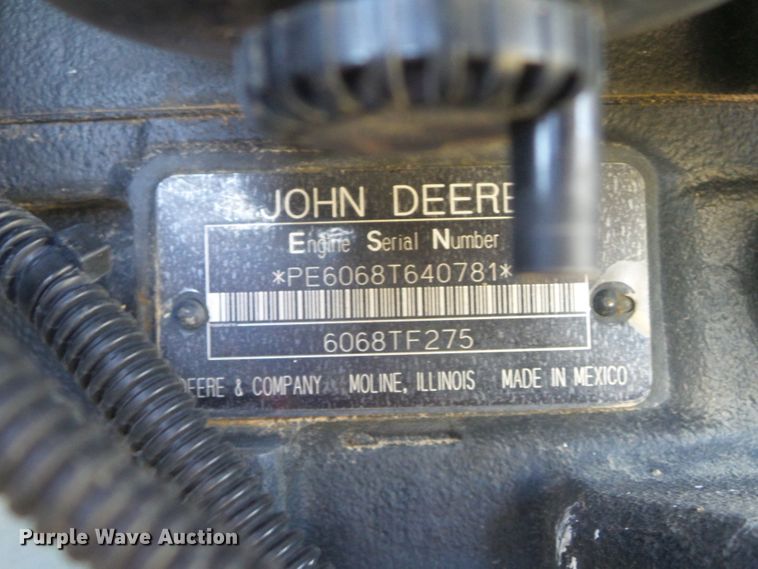 JOHN DEERE
Engine Serial Number
*PE6068T640781*
6068TF275
DEERE & COMPANY MOLINE, ILLINOIS MADE IN MEXICO
Purple Wave Auction